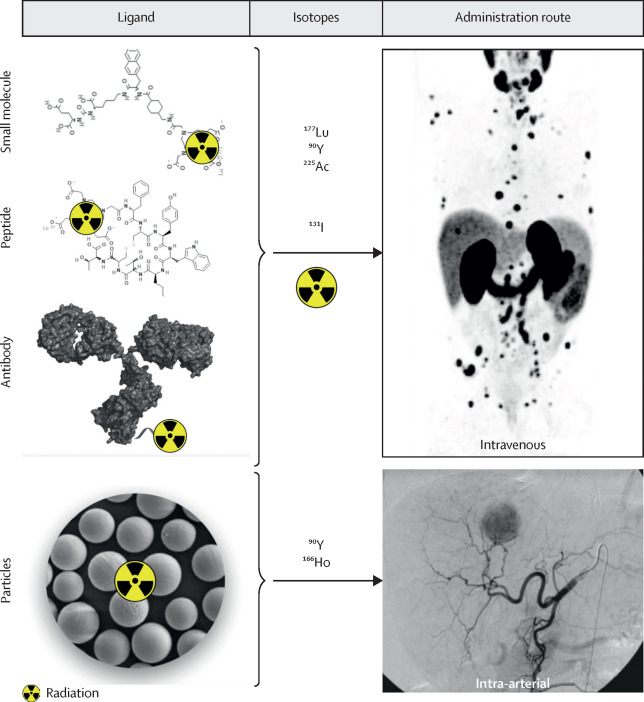 Ligand
Isotopes
Administration route
Small molecule
Peptide
Antibody
Particles
¹⁷⁷Lu
⁹⁰Y
²²⁵Ac
¹³¹I
Intravenous
⁹⁰Y
¹⁶⁶Ho
Intra-arterial
Radiation